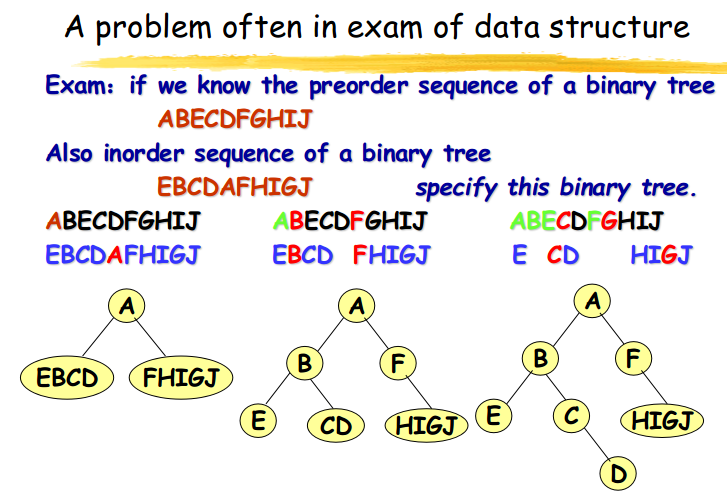 A problem often in exam of data structure
Exam: if we know the preorder sequence of a binary tree
ABECDFGHIJ
Also inorder sequence of a binary tree
EBCDAFHIGJ specify this binary tree.
ABECDFGHIJ ABECDFGHIJ ABECDFGHIJ
EBCDAFHIGJ EBCD FHIGJ E CD HIGJ
A A A
EBCD FHIGJ B F B F
E CD HIGJ E C HIGJ
D